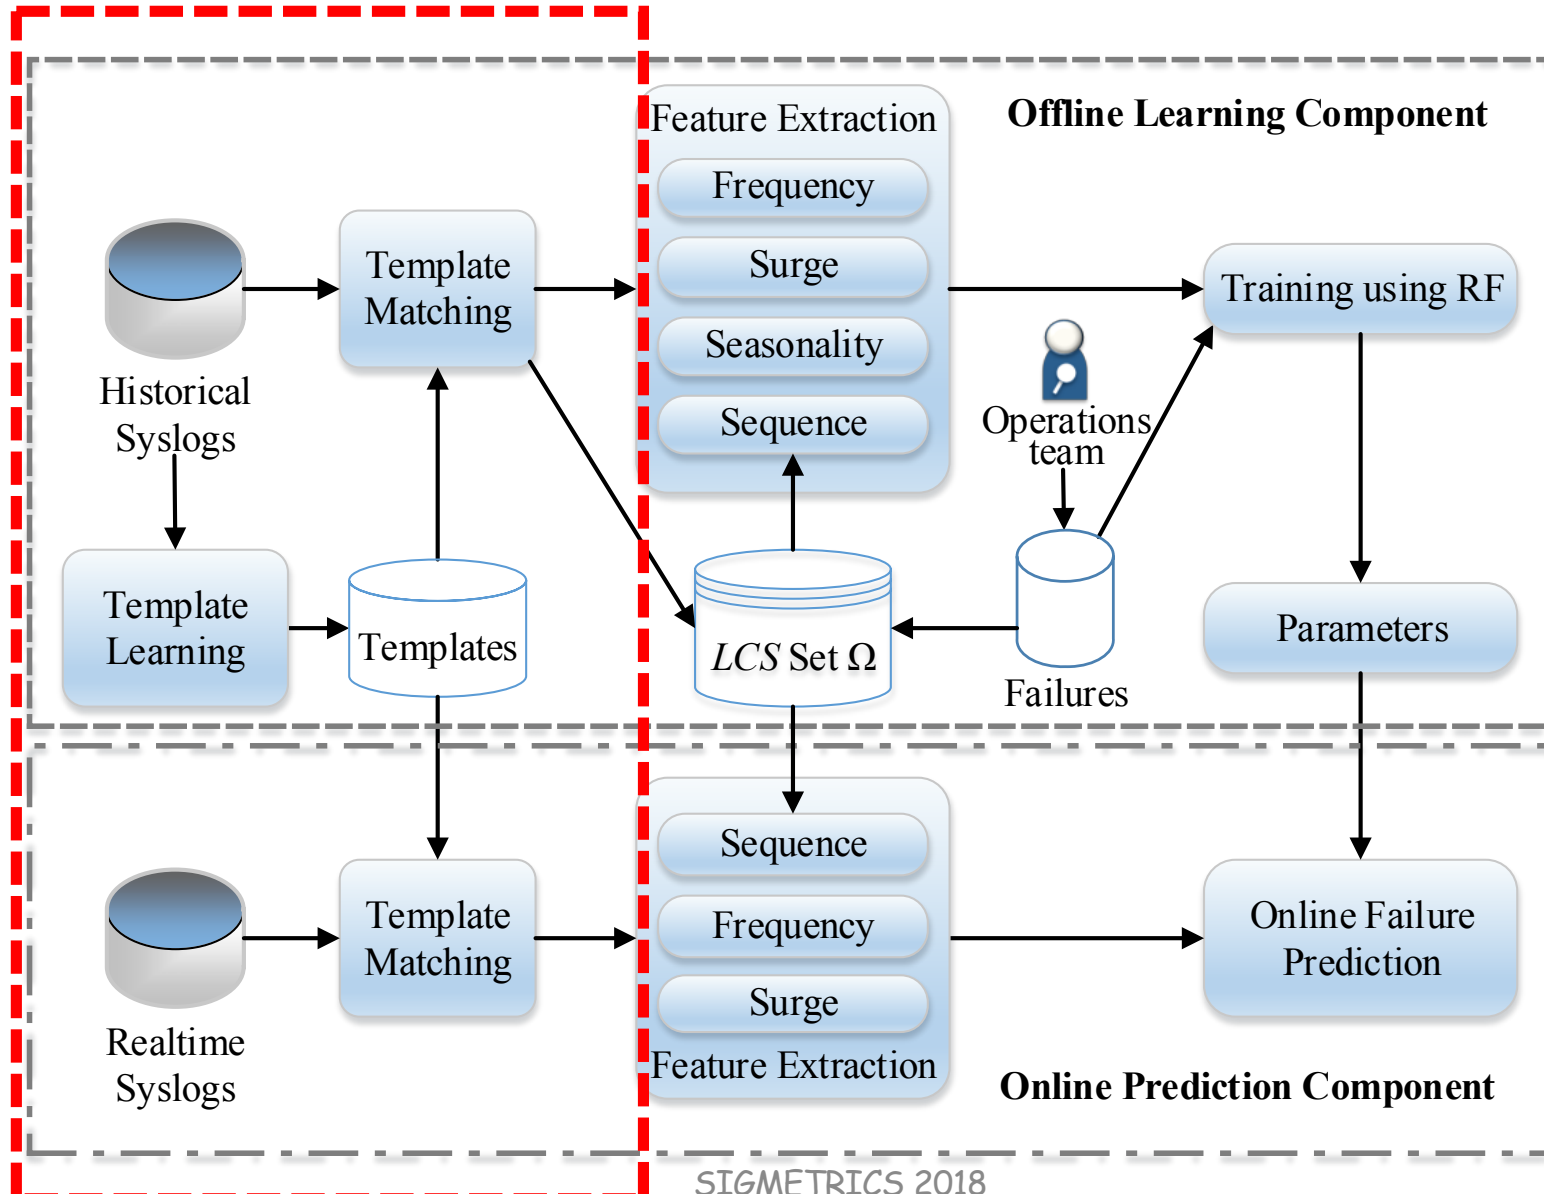 Offline Learning Component
Feature Extraction
Frequency
Surge
Seasonality
Sequence
Template
Matching
Historical
Syslogs
Training using RF
Operations
team
Template
Learning
Templates
LCS Set Ω
Failures
Parameters
Sequence
Frequency
Surge
Feature Extraction
Template
Matching
Realtime
Syslogs
Online Failure
Prediction
Online Prediction Component
SIGMETRICS 2018